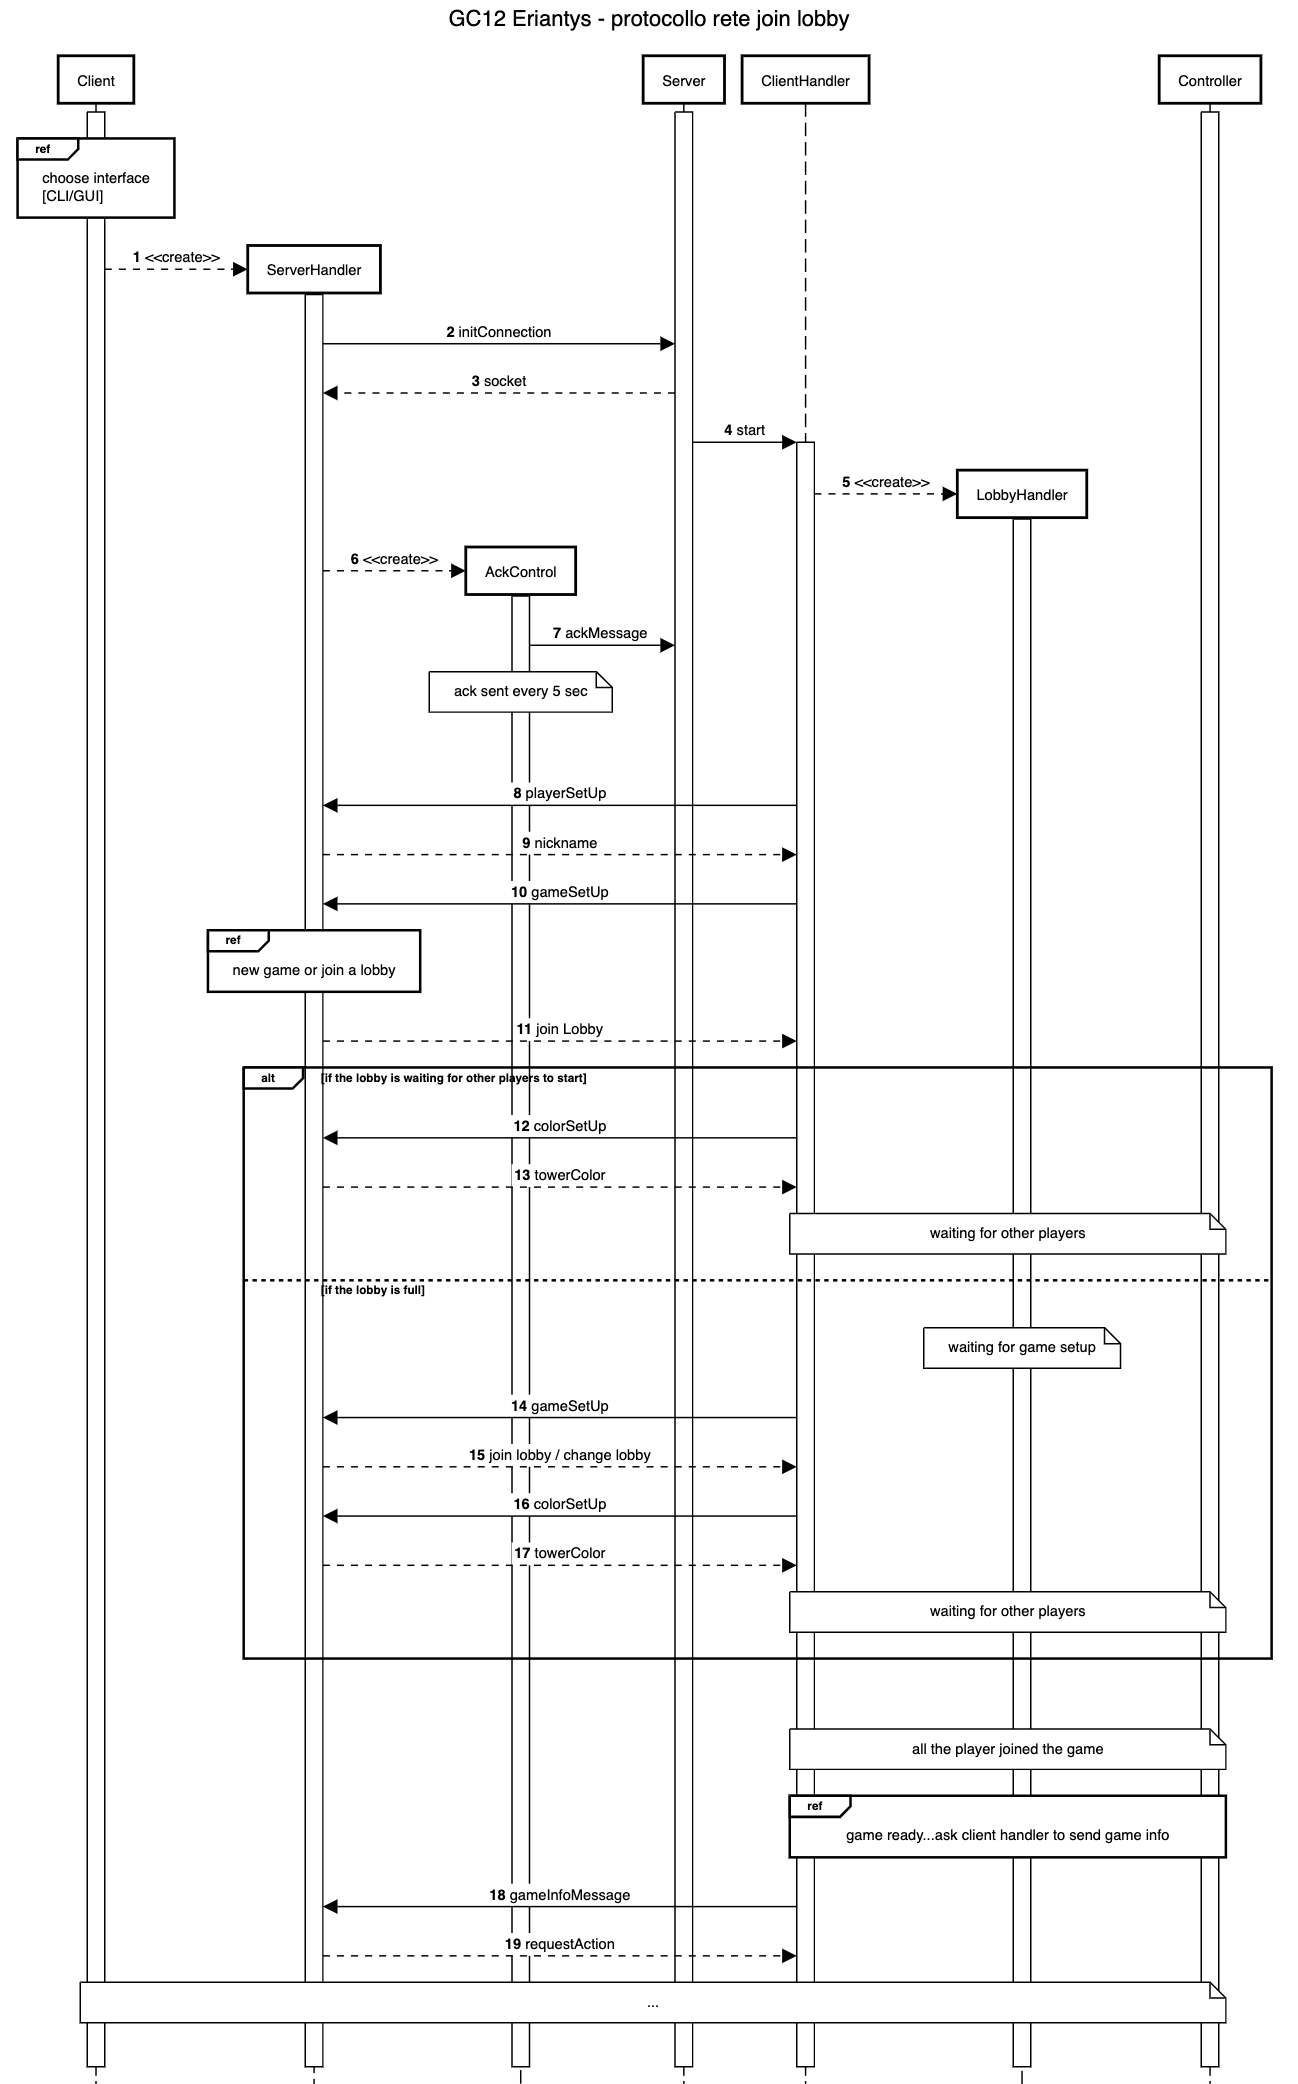 GC12 Eriantys - protocollo rete join lobby
Client
Server
ClientHandler
Controller
ref
choose interface
[CLI/GUI]
1 <<create>>
ServerHandler
2 initConnection
3 socket
4 start
5 <<create>>
LobbyHandler
6 <<create>>
AckControl
7 ackMessage
ack sent every 5 sec
8 playerSetUp
9 nickname
10 gameSetUp
ref
new game or join a lobby
11 join Lobby
alt
[if the lobby is waiting for other players to start]
12 colorSetUp
13 towerColor
waiting for other players
[if the lobby is full]
waiting for game setup
14 gameSetUp
15 join lobby / change lobby
16 colorSetUp
17 towerColor
waiting for other players
all the player joined the game
ref
game ready...ask client handler to send game info
18 gameInfoMessage
19 requestAction
...